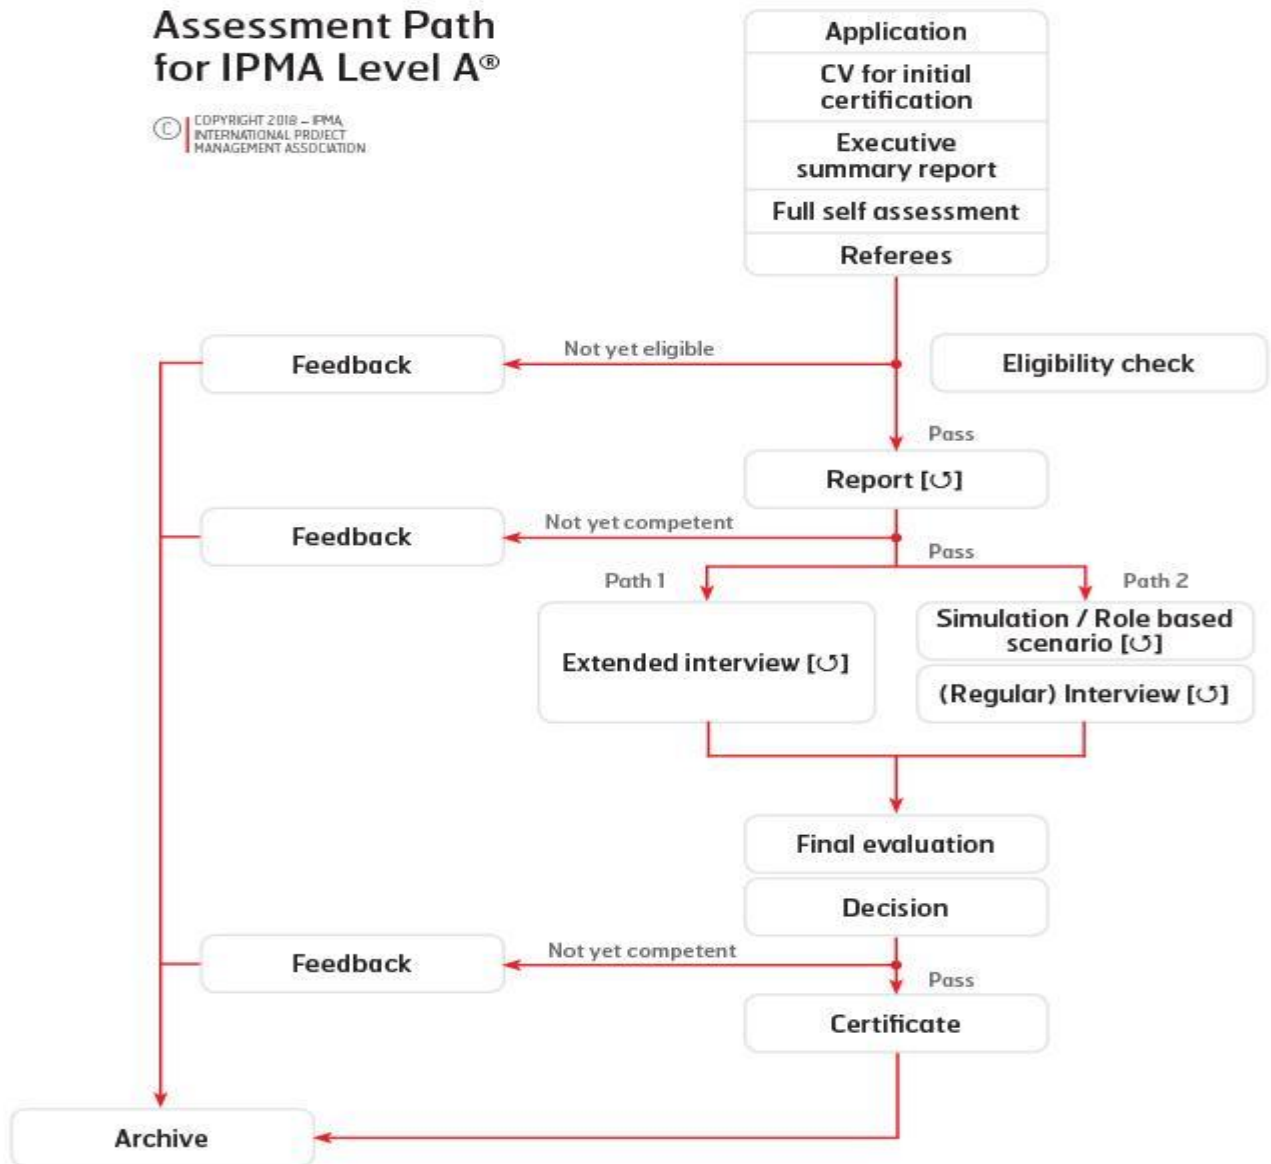 Assessment Path
for IPMA Level A®
© COPYRIGHT 2018 – IPMA
INTERNATIONAL PROJECT
MANAGEMENT ASSOCIATION
Application
CV for initial
certification
Executive
summary report
Full self assessment
Referees
Feedback
Not yet eligible
Eligibility check
Pass
Report [↺]
Feedback
Not yet competent
Pass
Path 1
Path 2
Extended interview [↺]
Simulation / Role based
scenario [↺]
(Regular) Interview [↺]
Final evaluation
Decision
Feedback
Not yet competent
Pass
Certificate
Archive